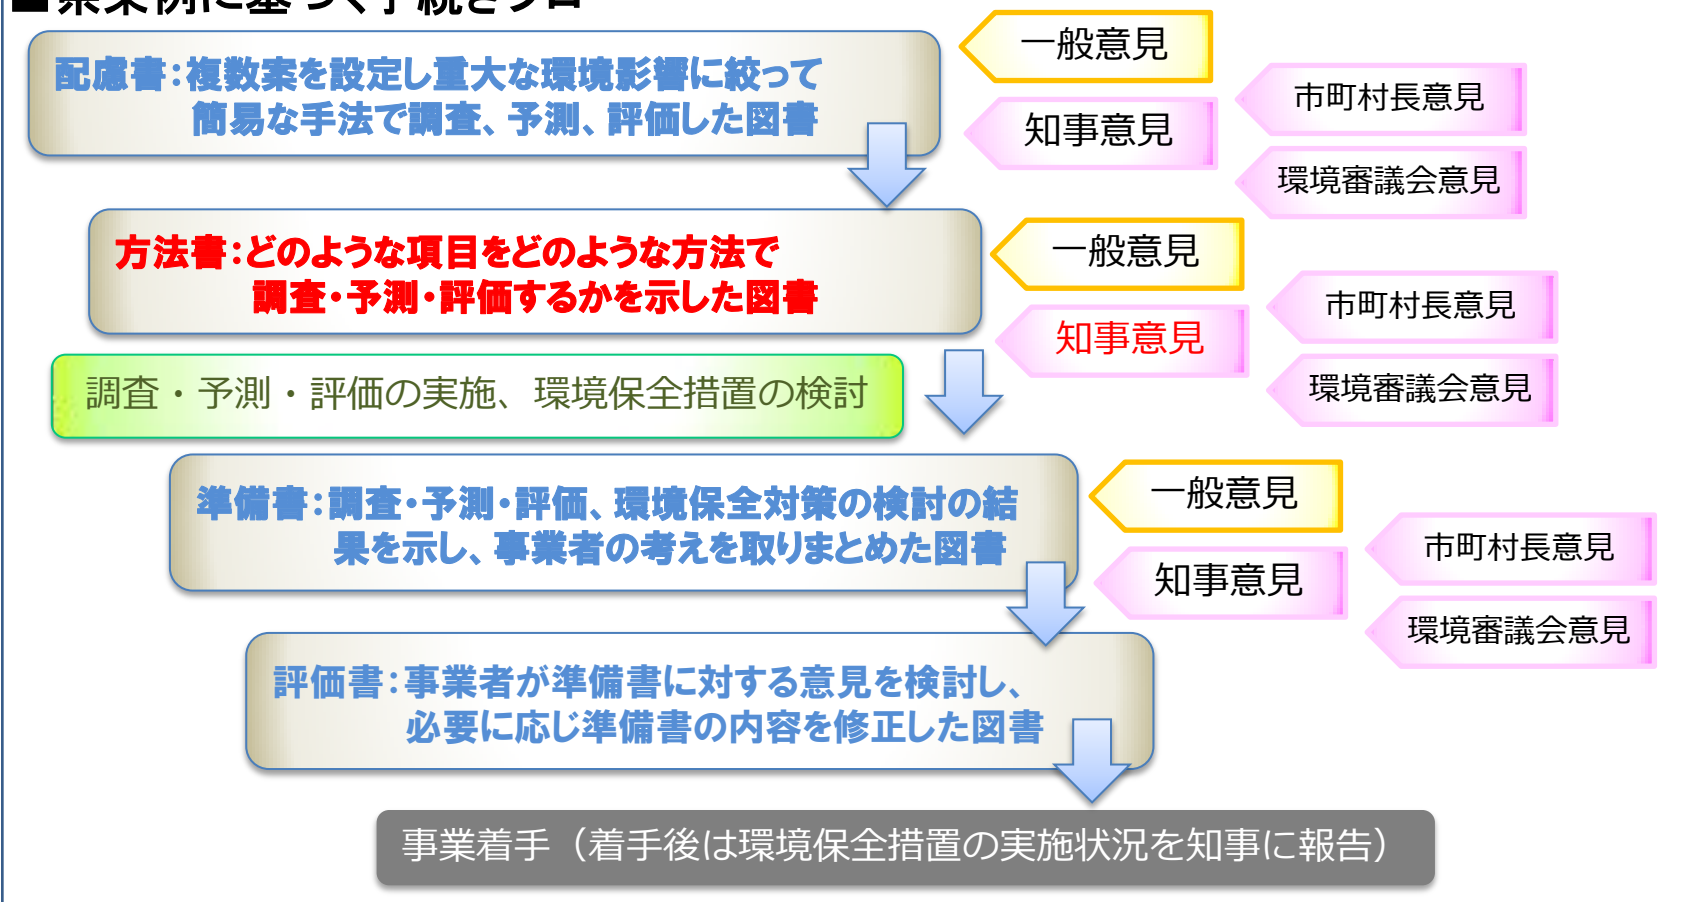 ■県条例に基づく手続きフロー
配慮書：複数案を設定し重大な環境影響に絞って
簡易な手法で調査、予測、評価した図書
一般意見
知事意見
市町村長意見
環境審議会意見
方法書：どのような項目をどのような方法で
調査・予測・評価するかを示した図書
一般意見
知事意見
市町村長意見
環境審議会意見
調査・予測・評価の実施、環境保全措置の検討
準備書：調査・予測・評価、環境保全対策の検討の結
果を示し、事業者の考えを取りまとめた図書
一般意見
知事意見
市町村長意見
環境審議会意見
評価書：事業者が準備書に対する意見を検討し、
必要に応じ準備書の内容を修正した図書
事業着手（着手後は環境保全措置の実施状況を知事に報告）